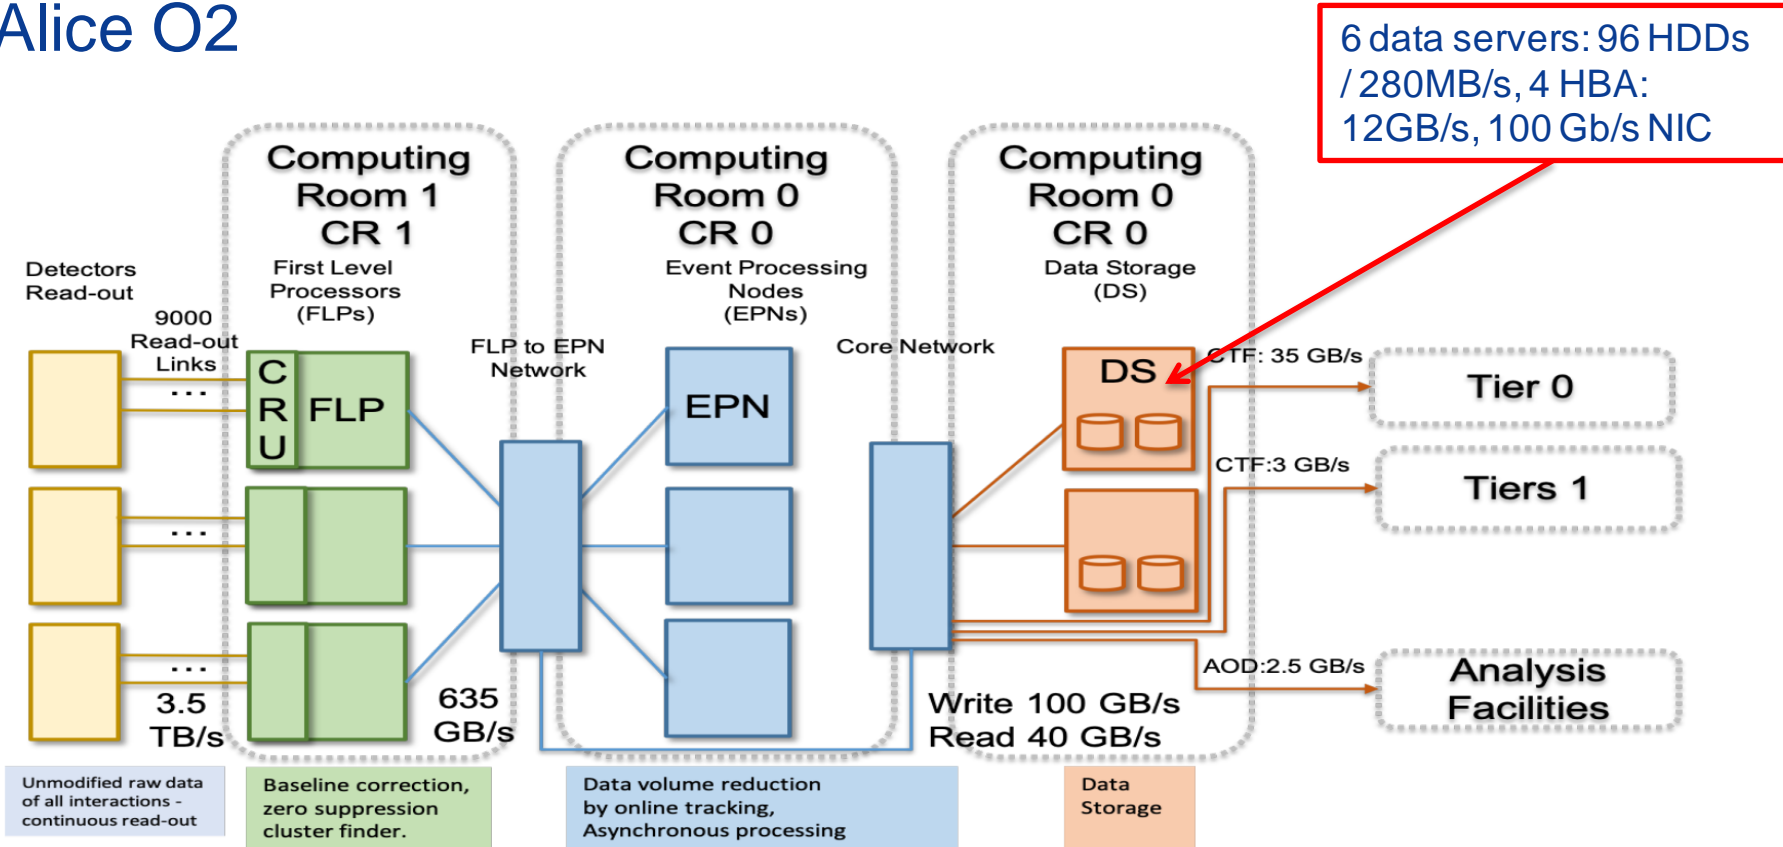 Alice O2
6 data servers: 96 HDDs
/ 280MB/s, 4 HBA:
12GB/s, 100 Gb/s NIC
Computing
Room 1
CR 1
First Level
Processors
(FLPs)
Computing
Room 0
CR 0
Event Processing
Nodes
(EPNs)
Computing
Room 0
CR 0
Data Storage
(DS)
Detectors
Read-out
9000
Read-out
Links
...
...
...
3.5
TB/s
C
R
U
FLP
635
GB/s
FLP to EPN
Network
EPN
Core Network
DS
Write 100 GB/s
Read 40 GB/s
CTF: 35 GB/s
Tier 0
CTF:3 GB/s
Tiers 1
AOD:2.5 GB/s
Analysis
Facilities
Unmodified raw data
of all interactions -
continuous read-out
Baseline correction,
zero suppression
cluster finder.
Data volume reduction
by online tracking,
Asynchronous processing
Data
Storage